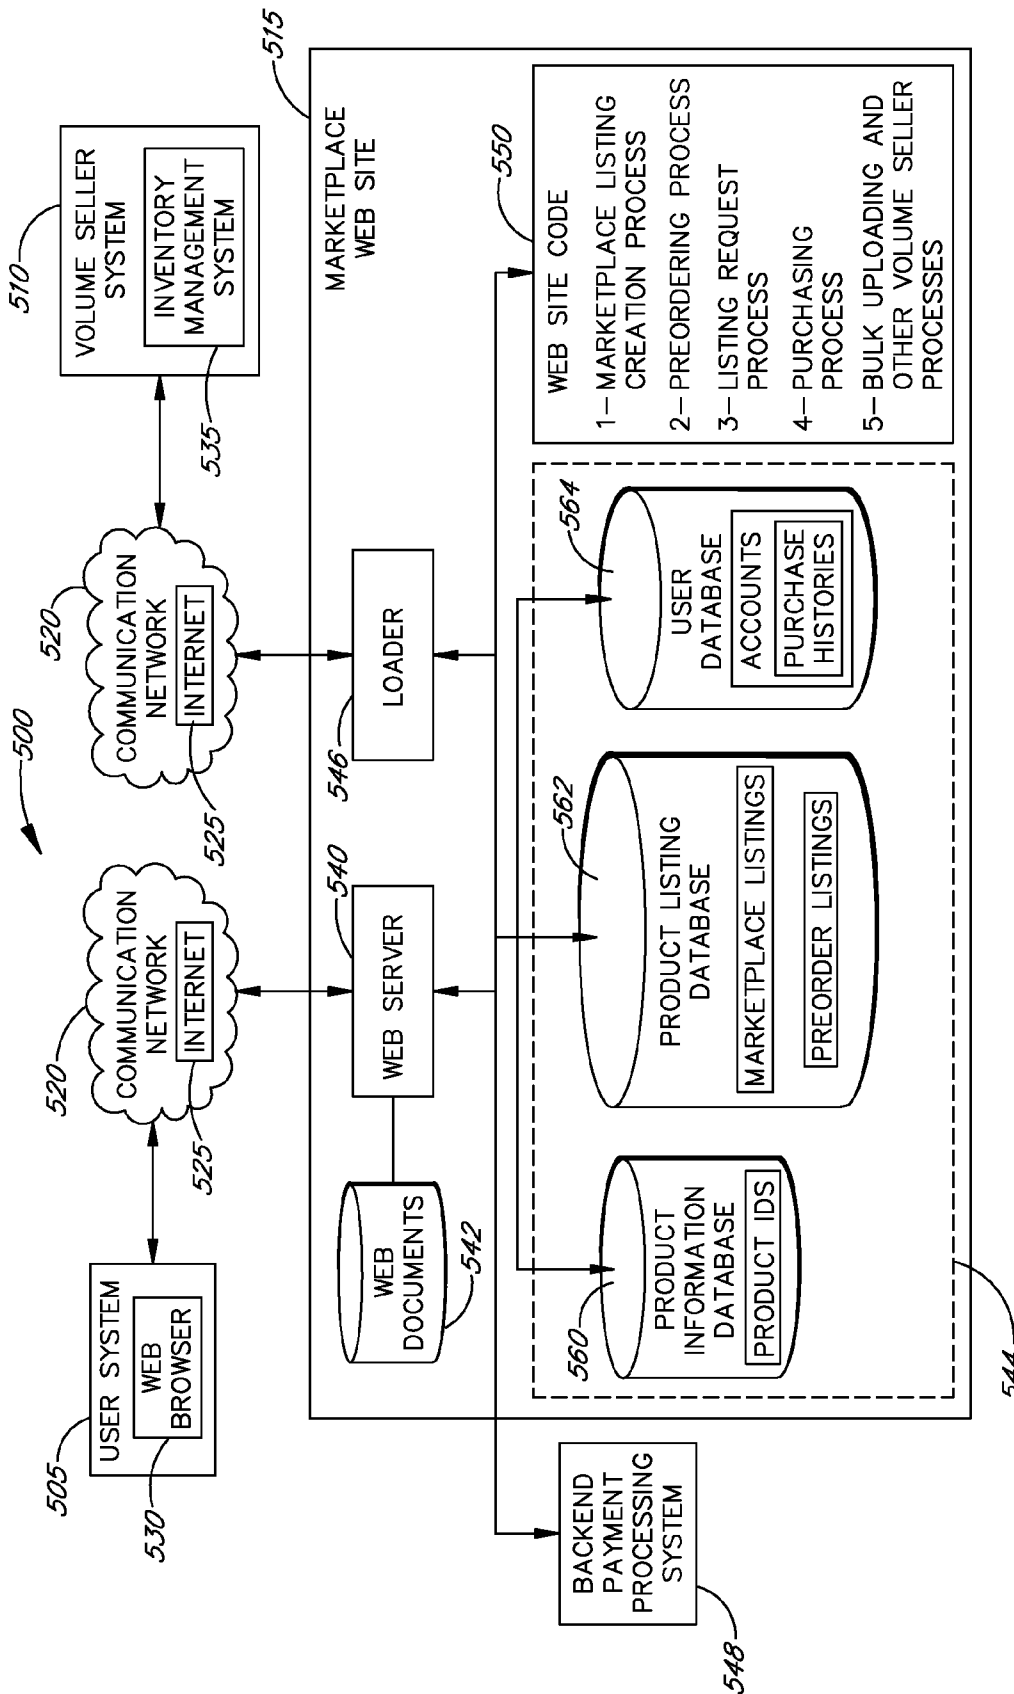 500
505
USER SYSTEM
WEB
BROWSER
530
520
COMMUNICATION
NETWORK
INTERNET
525
520
COMMUNICATION
NETWORK
INTERNET
525
510
VOLUME SELLER
SYSTEM
INVENTORY
MANAGEMENT
SYSTEM
535
515
MARKETPLACE
WEB SITE
WEB
DOCUMENTS
542
540
WEB SERVER
546
LOADER
550
WEB SITE CODE
1—MARKETPLACE LISTING
CREATION PROCESS
2—PREORDERING PROCESS
3—LISTING REQUEST
PROCESS
4—PURCHASING
PROCESS
5—BULK UPLOADING AND
OTHER VOLUME SELLER
PROCESSES
560
PRODUCT
INFORMATION
DATABASE
PRODUCT IDS
562
PRODUCT LISTING
DATABASE
MARKETPLACE LISTINGS
PREORDER LISTINGS
564
USER
DATABASE
ACCOUNTS
PURCHASE
HISTORIES
544
BACKEND
PAYMENT
PROCESSING
SYSTEM
548